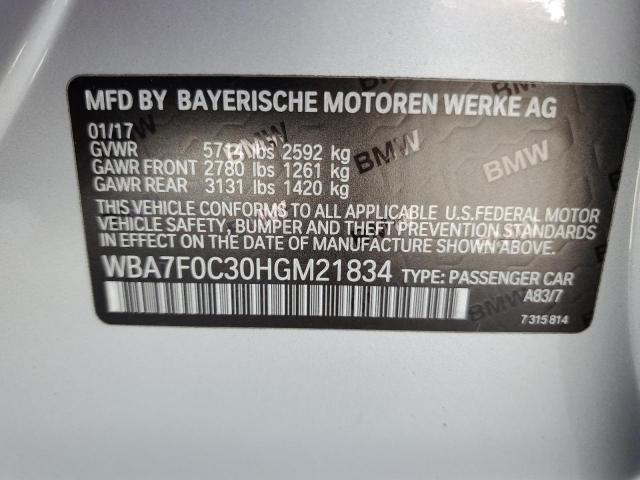 MFD BY BAYERISCHE MOTOREN WERKE AG
01/17
GVWR 5714 lbs 2592 kg
GAWR FRONT 2780 lbs 1261 kg
GAWR REAR 3131 lbs 1420 kg
THIS VEHICLE CONFORMS TO ALL APPLICABLE U.S.FEDERAL MOTOR
VEHICLE SAFETY, BUMPER AND THEFT PREVENTION STANDARDS
IN EFFECT ON THE DATE OF MANUFACTURE SHOWN ABOVE.
WBA7F0C30HGM21834 TYPE: PASSENGER CAR
A83/7
7 315 814